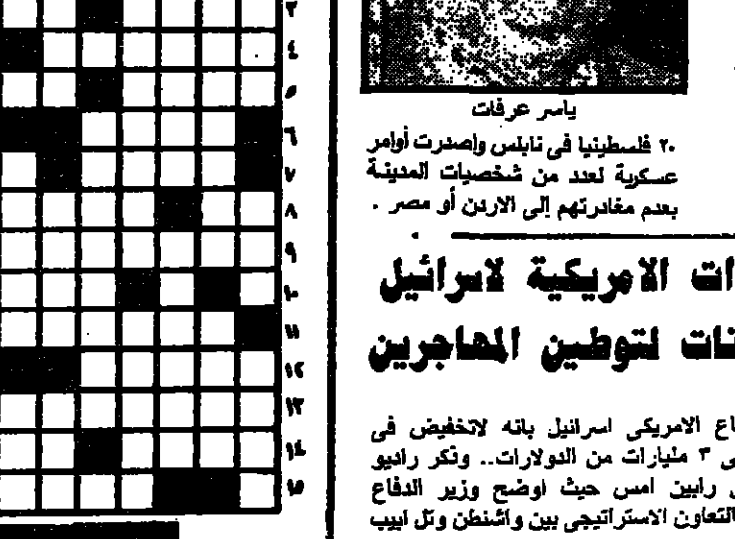 ياسر عرفات
٢٠ فلسطينيا فى نابلس واصدرت أوامر
عسكرية لعدد من شخصيات المدينة
بعدم مغادرتهم إلى الاردن أو مصر .
ات الامريكية لاسرائيل
نات لتوطين المهاجرين
اع الامريكى اسرائيل بانه لاتخفيض فى
ى ٣ مليارات من الدولارات.. وذكر راديو
رابين امس حيث اوضح وزير الدفاع
التعاون الاستراتيجى بين واشنطن وتل ابيب
٣
٤
٥
٦
٧
٨
٩
١٠
١١
١٢
١٣
١٤
١٥